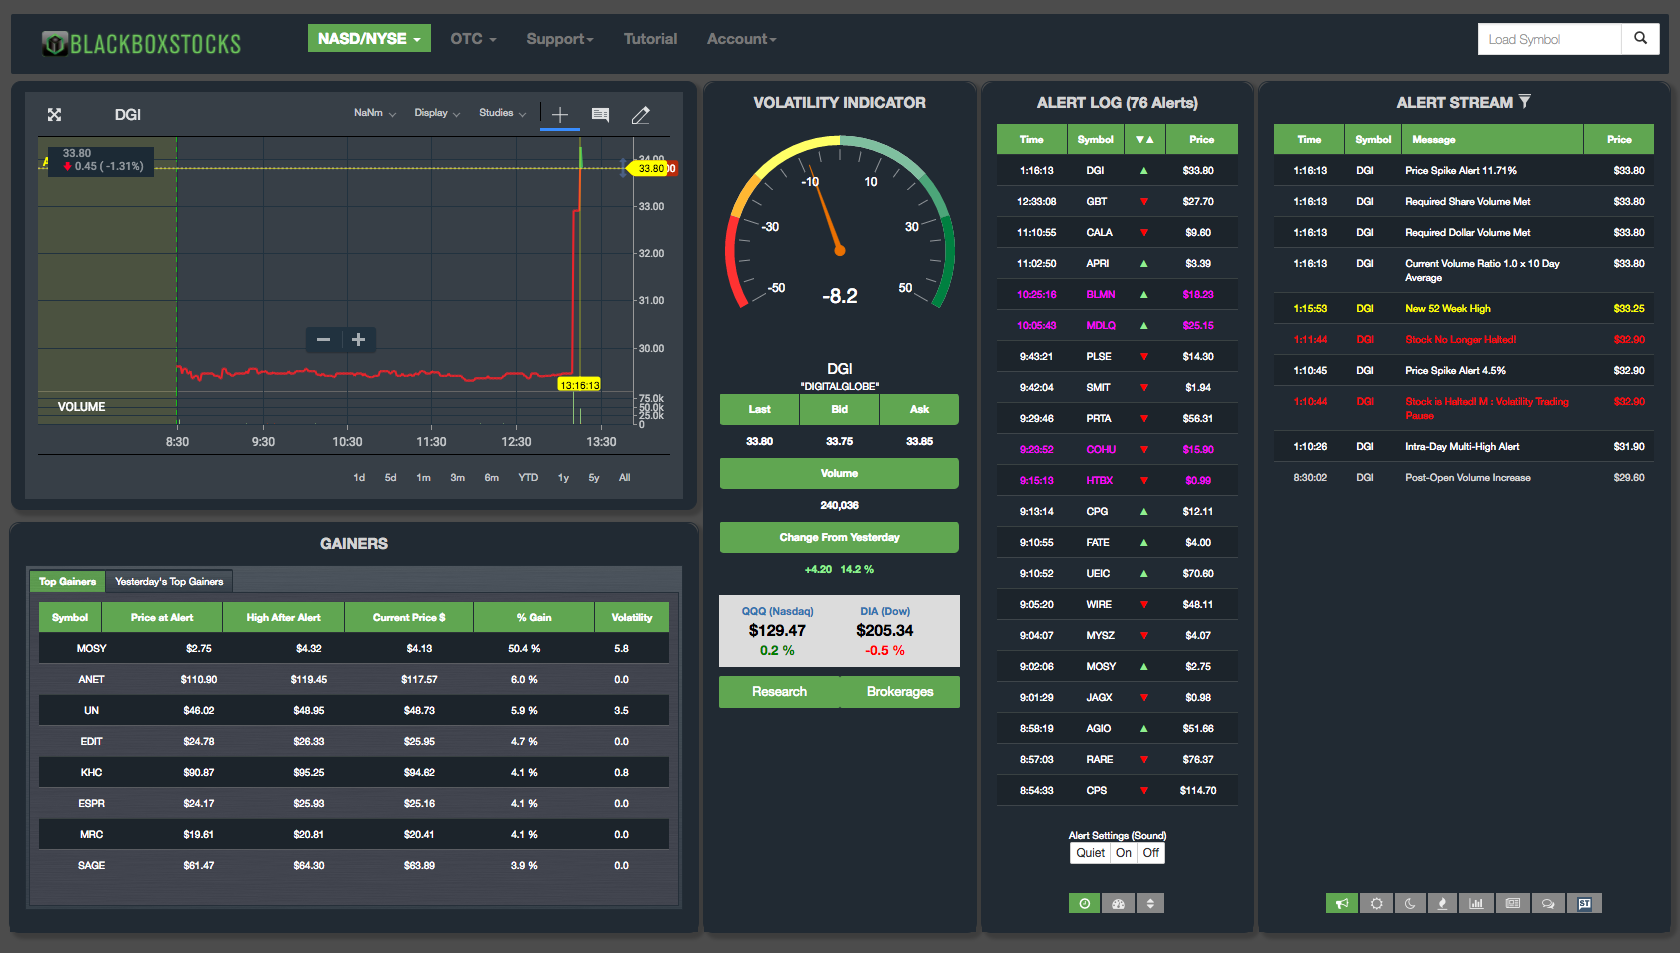 BLACKBOXSTOCKS
NASD/NYSE OTC Support Tutorial Account
Load Symbol
DGI NaNm Display Studies
33.80
0.45 ( -1.31%)
34.00
33.80
33.00
32.00
31.00
30.00
13:16:13
VOLUME
75.0k
50.0k
25.0k
0
8:30 9:30 10:30 11:30 12:30 13:30
1d 5d 1m 3m 6m YTD 1y 5y All
GAINERS
Top Gainers Yesterday's Top Gainers
Symbol Price at Alert High After Alert Current Price $ % Gain Volatility
MOSY $2.75 $4.32 $4.13 50.4 % 5.8
ANET $110.90 $119.45 $117.57 6.0 % 0.0
UN $46.02 $48.95 $48.73 5.9 % 3.5
EDIT $24.78 $26.33 $25.95 4.7 % 0.0
KHC $90.87 $95.25 $94.62 4.1 % 0.8
ESPR $24.17 $25.93 $25.16 4.1 % 0.0
MRC $19.61 $20.81 $20.41 4.1 % 0.0
SAGE $61.47 $64.30 $63.89 3.9 % 0.0
VOLATILITY INDICATOR
-10 10
-30 30
-50 50
-8.2
DGI
"DIGITALGLOBE"
Last Bid Ask
33.80 33.75 33.85
Volume
240,036
Change From Yesterday
+4.20 14.2 %
QQQ (Nasdaq) DIA (Dow)
$129.47 $205.34
0.2 % -0.5 %
Research Brokerages
ALERT LOG (76 Alerts)
Time Symbol ▼▲ Price
1:16:13 DGI ▲ $33.80
12:33:08 GBT ▼ $27.70
11:10:55 CALA ▼ $9.60
11:02:50 APRI ▲ $3.39
10:25:16 BLMN ▲ $18.23
10:05:43 MDLQ ▲ $25.15
9:43:21 PLSE ▼ $14.30
9:42:04 SMIT ▼ $1.94
9:29:46 PRTA ▼ $56.31
9:23:52 COHU ▼ $15.90
9:15:13 HTBX ▼ $0.99
9:13:14 CPG ▲ $12.11
9:10:55 FATE ▲ $4.00
9:10:52 UEIC ▲ $70.60
9:05:20 WIRE ▼ $48.11
9:04:07 MYSZ ▼ $4.07
9:02:06 MOSY ▲ $2.75
9:01:29 JAGX ▼ $0.98
8:58:19 AGIO ▲ $51.66
8:57:03 RARE ▼ $76.37
8:54:33 CPS ▼ $114.70
Alert Settings (Sound)
Quiet On Off
ALERT STREAM
Time Symbol Message Price
1:16:13 DGI Price Spike Alert 11.71% $33.80
1:16:13 DGI Required Share Volume Met $33.80
1:16:13 DGI Required Dollar Volume Met $33.80
1:16:13 DGI Current Volume Ratio 1.0 x 10 Day $33.80
Average
1:15:53 DGI New 52 Week High $33.25
1:11:44 DGI Stock No Longer Halted! $32.90
1:10:45 DGI Price Spike Alert 4.5% $32.90
1:10:44 DGI Stock is Halted! M : Volatility Trading $32.90
Pause
1:10:26 DGI Intra-Day Multi-High Alert $31.90
8:30:02 DGI Post-Open Volume Increase $29.60
ST